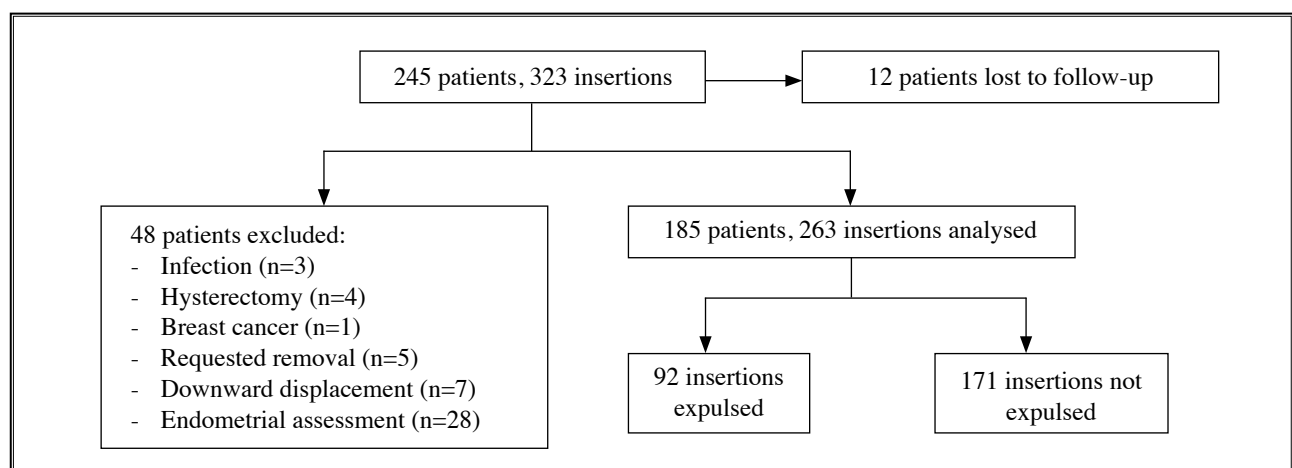 245 patients, 323 insertions
12 patients lost to follow-up
48 patients excluded:
- Infection (n=3)
- Hysterectomy (n=4)
- Breast cancer (n=1)
- Requested removal (n=5)
- Downward displacement (n=7)
- Endometrial assessment (n=28)
185 patients, 263 insertions analysed
92 insertions
expulsed
171 insertions not
expulsed